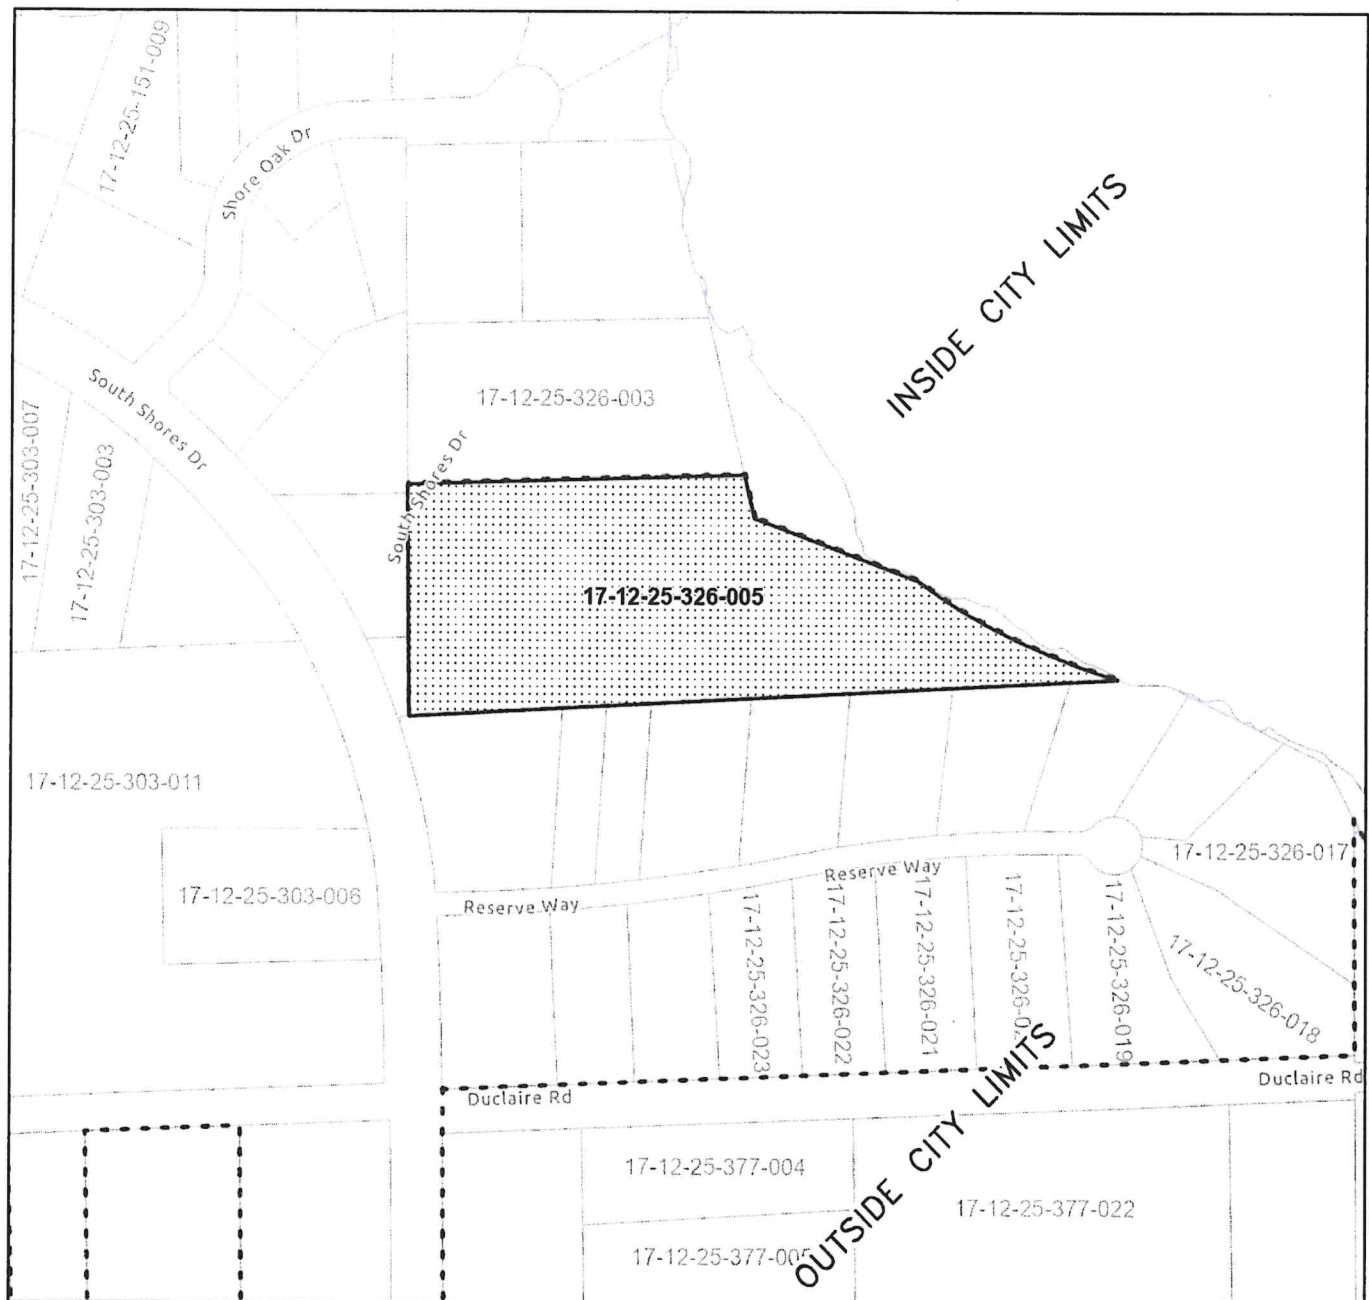 17-12-25-151-009
Shore Oak Dr
INSIDE CITY LIMITS
South Shores Dr
17-12-25-326-003
17-12-25-303-007
17-12-25-303-003
South Shores Dr
17-12-25-326-005
17-12-25-303-011
17-12-25-303-006
Reserve Way
Reserve Way
17-12-25-326-017
17-12-25-326-023
17-12-25-326-022
17-12-25-326-021
17-12-25-326-019
17-12-25-326-018
Duclaire Rd
Duclaire Rd
OUTSIDE CITY LIMITS
17-12-25-377-004
17-12-25-377-022
17-12-25-377-005